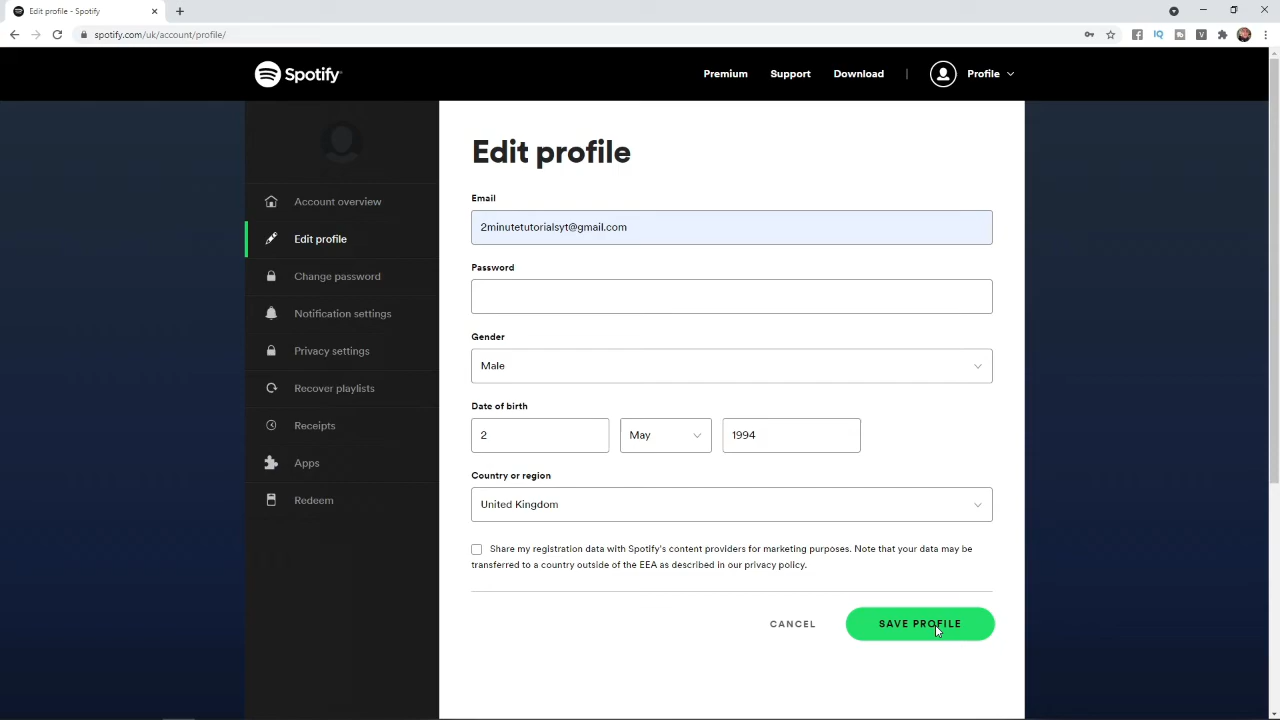 Edit profile - Spotify
spotify.com/uk/account/profile/
Spotify
Premium
Support
Download
|
Profile
Account overview
Edit profile
Change password
Notification settings
Privacy settings
Recover playlists
Receipts
Apps
Redeem
Edit profile
Email
2minutetutorialsyt@gmail.com
Password
Gender
Male
Date of birth
2
May
1994
Country or region
United Kingdom
Share my registration data with Spotify's content providers for marketing purposes. Note that your data may be
transferred to a country outside of the EEA as described in our privacy policy.
CANCEL
SAVE PROFILE